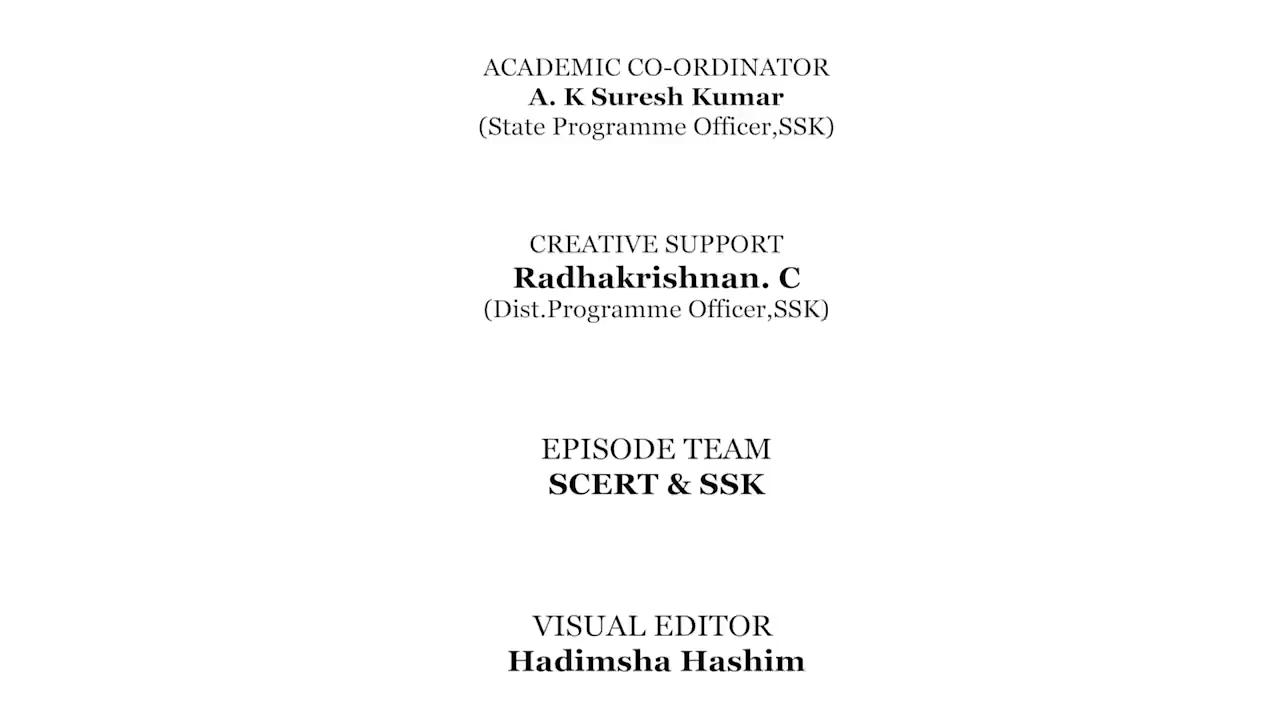 ACADEMIC CO-ORDINATOR
A. K Suresh Kumar
(State Programme Officer,SSK)
CREATIVE SUPPORT
Radhakrishnan. C
(Dist.Programme Officer,SSK)
EPISODE TEAM
SCERT & SSK
VISUAL EDITOR
Hadimsha Hashim